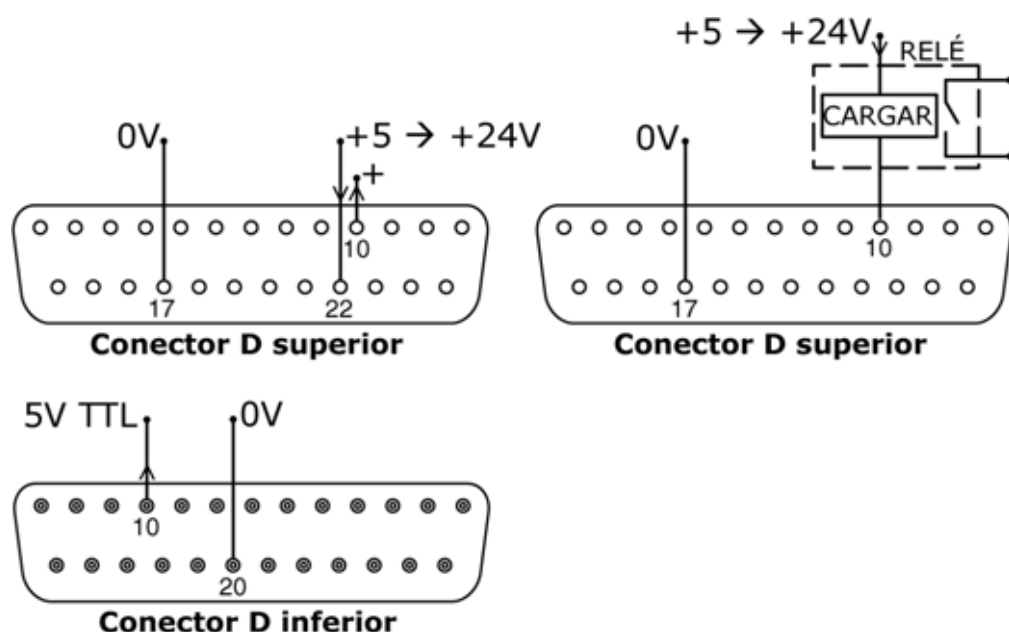 +5 → +24V
RELÉ
CARGAR
0V
+5 → +24V
0V
+
10
10
17
22
17
Conector D superior
Conector D superior
5V TTL
0V
10
20
Conector D inferior